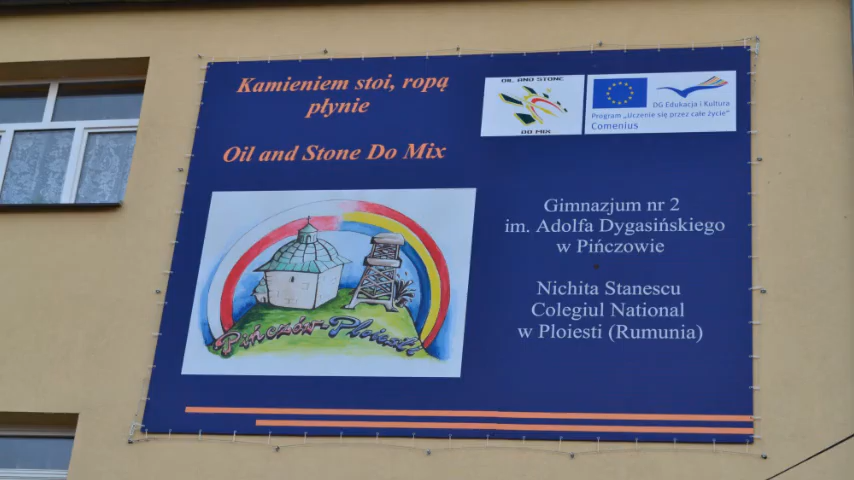 Kamieniem stoi, ropą
płynie
Oil and Stone Do Mix
OIL AND STONE
DO MIX
DG Edukacja i Kultura
Program „Uczenie się przez całe życie”
Comenius
Gimnazjum nr 2
im. Adolfa Dygasińskiego
w Pińczowie
Nichita Stanescu
Colegiul National
w Ploiesti (Rumunia)
Pińczów-Ploiesti